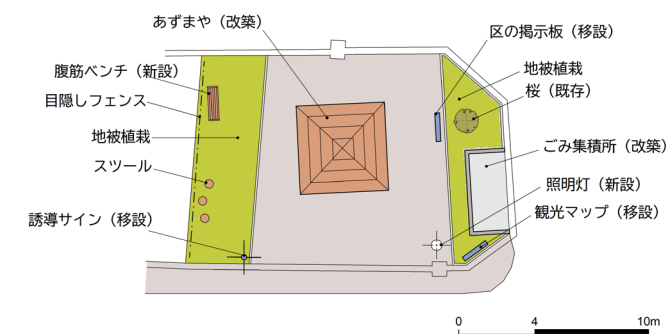 あずまや（改築）
区の掲示板（移設）
腹筋ベンチ（新設）
地被植栽
目隠しフェンス
桜（既存）
地被植栽
ごみ集積所（改築）
スツール
照明灯（新設）
誘導サイン（移設）
観光マップ（移設）
0 4 10m